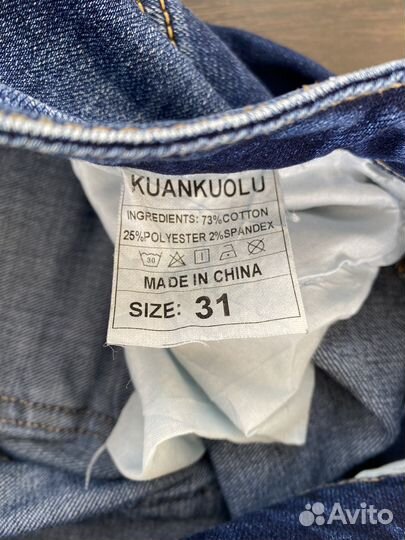 KUANKUOLU
INGREDIENTS: 73%COTTON
25%POLYESTER 2%SPANDEX
30
MADE IN CHINA
SIZE: 31
Avito